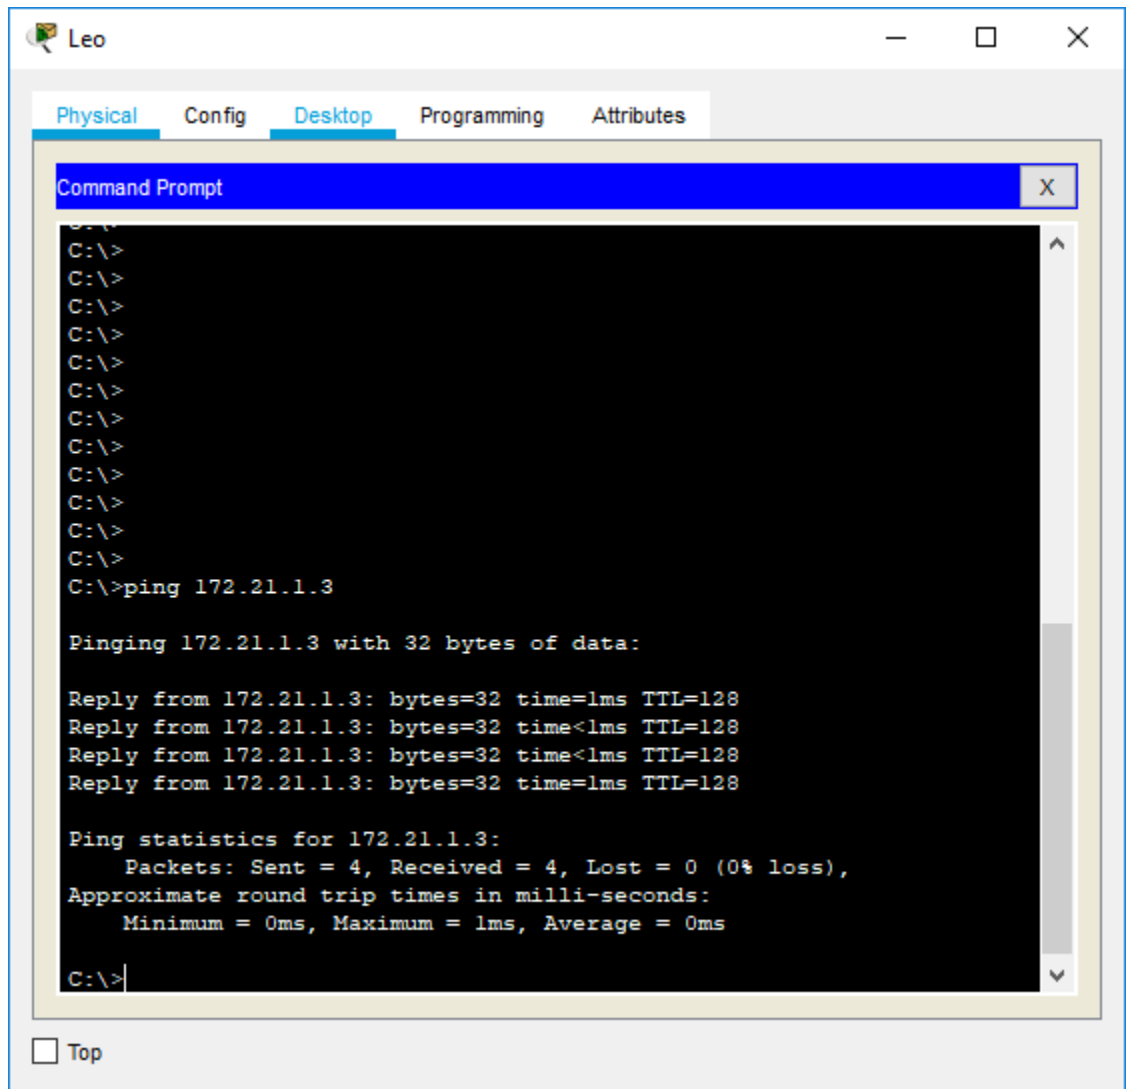 Leo
Physical Config Desktop Programming Attributes
Command Prompt X
C:\>
C:\>
C:\>
C:\>
C:\>
C:\>
C:\>
C:\>
C:\>
C:\>
C:\>
C:\>
C:\>ping 172.21.1.3
Pinging 172.21.1.3 with 32 bytes of data:
Reply from 172.21.1.3: bytes=32 time=1ms TTL=128
Reply from 172.21.1.3: bytes=32 time<1ms TTL=128
Reply from 172.21.1.3: bytes=32 time<1ms TTL=128
Reply from 172.21.1.3: bytes=32 time=1ms TTL=128
Ping statistics for 172.21.1.3:
Packets: Sent = 4, Received = 4, Lost = 0 (0% loss),
Approximate round trip times in milli-seconds:
Minimum = 0ms, Maximum = 1ms, Average = 0ms
C:\>
Top